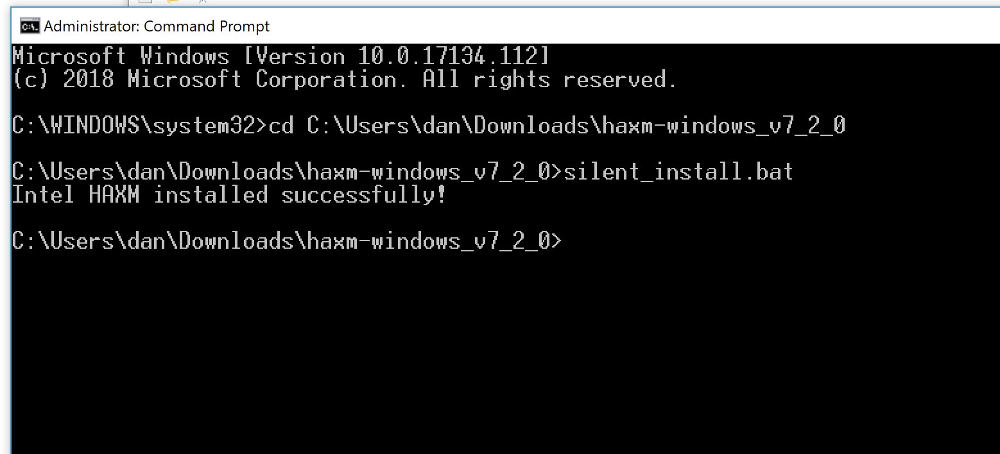 Administrator: Command Prompt
Microsoft Windows [Version 10.0.17134.112]
(c) 2018 Microsoft Corporation. All rights reserved.
C:\WINDOWS\system32>cd C:\Users\dan\Downloads\haxm-windows_v7_2_0
C:\Users\dan\Downloads\haxm-windows_v7_2_0>silent_install.bat
Intel HAXM installed successfully!
C:\Users\dan\Downloads\haxm-windows_v7_2_0>